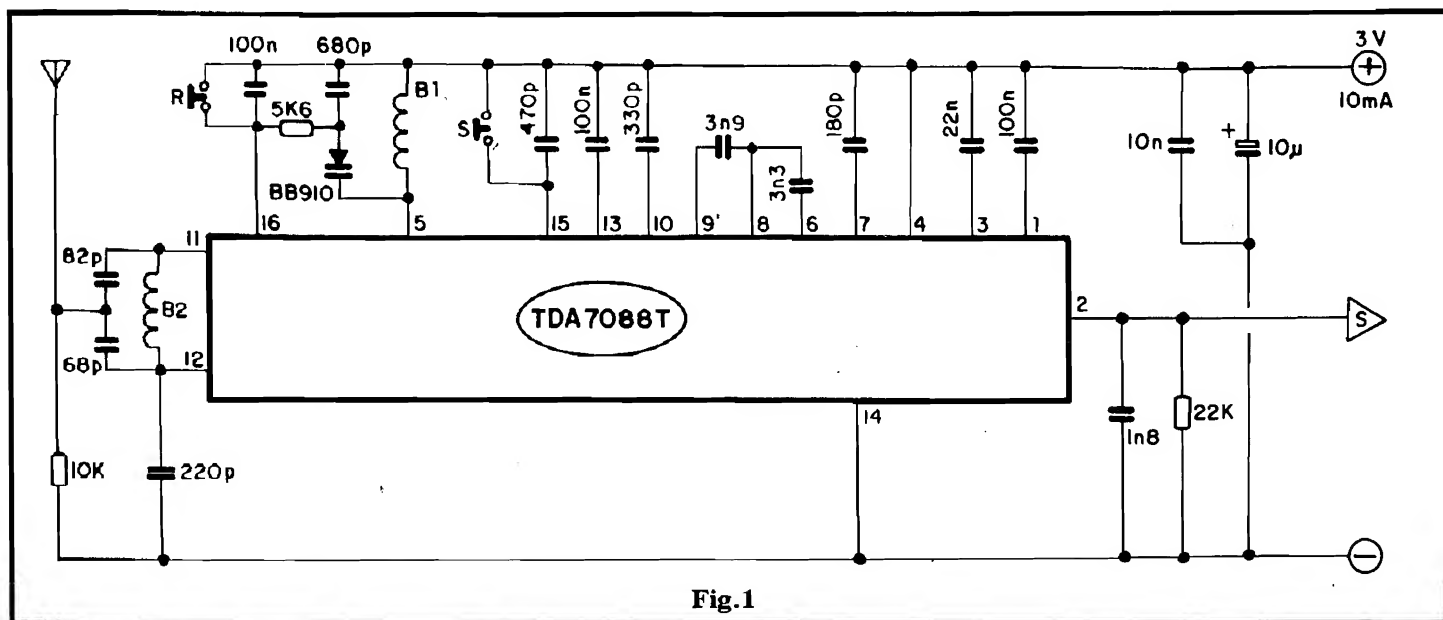 100n
680p
3V
+
10mA
R
5K6
B1
S
470p
100n
330p
3n9
3n3
180p
22n
100n
10n
+
10µ
BB910
16
5
15
13
10
9'
8
6
7
4
3
1
11
82p
B2
68p
12
TDA7088T
2
S
14
1n8
22K
10K
220p
−
Fig.1